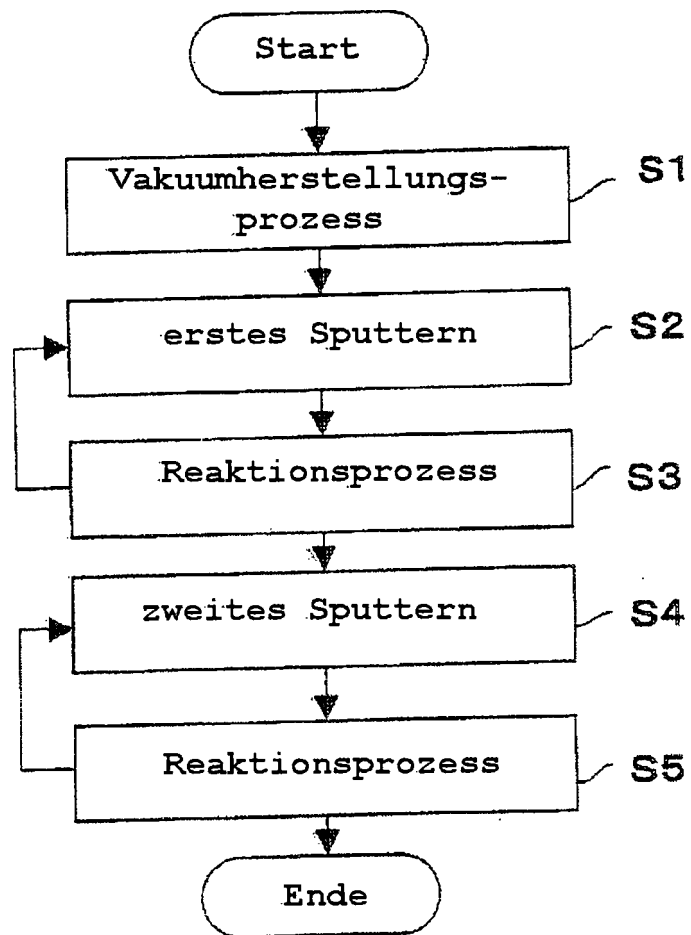 Start
Vakuumherstellungs-
prozess
S1
erstes Sputtern
S2
Reaktionsprozess
S3
zweites Sputtern
S4
Reaktionsprozess
S5
Ende